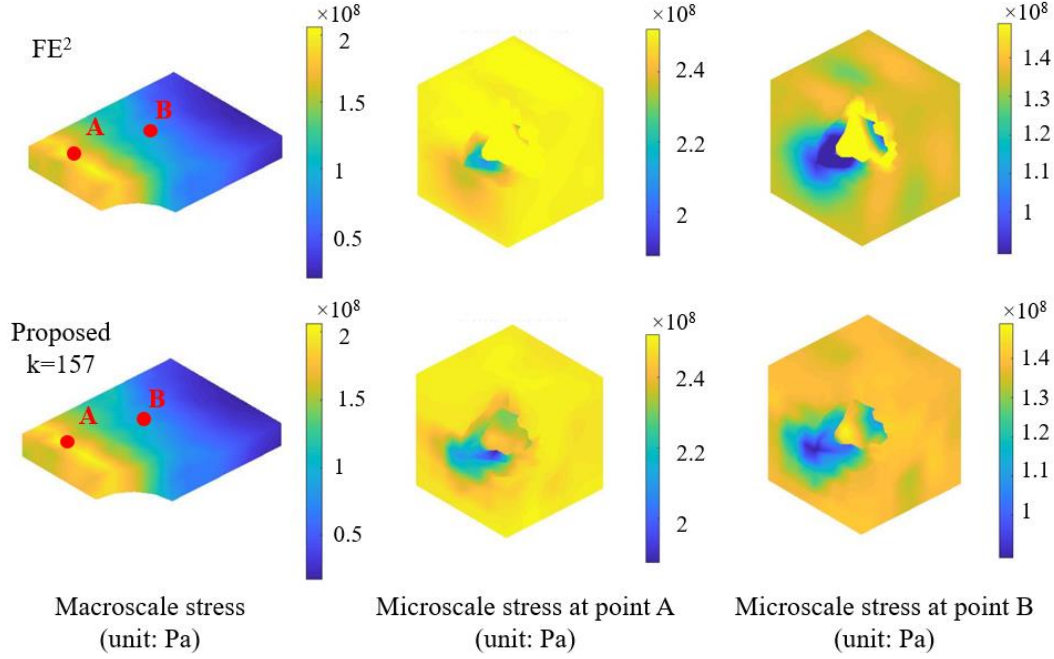 FE²
×10⁸
2
1.5
1
0.5
A
B
×10⁸
2.4
2.2
2
×10⁸
1.4
1.3
1.2
1.1
1
Proposed
k=157
×10⁸
2
1.5
1
0.5
A
B
×10⁸
2.4
2.2
2
×10⁸
1.4
1.3
1.2
1.1
1
Macroscale stress
(unit: Pa)
Microscale stress at point A
(unit: Pa)
Microscale stress at point B
(unit: Pa)